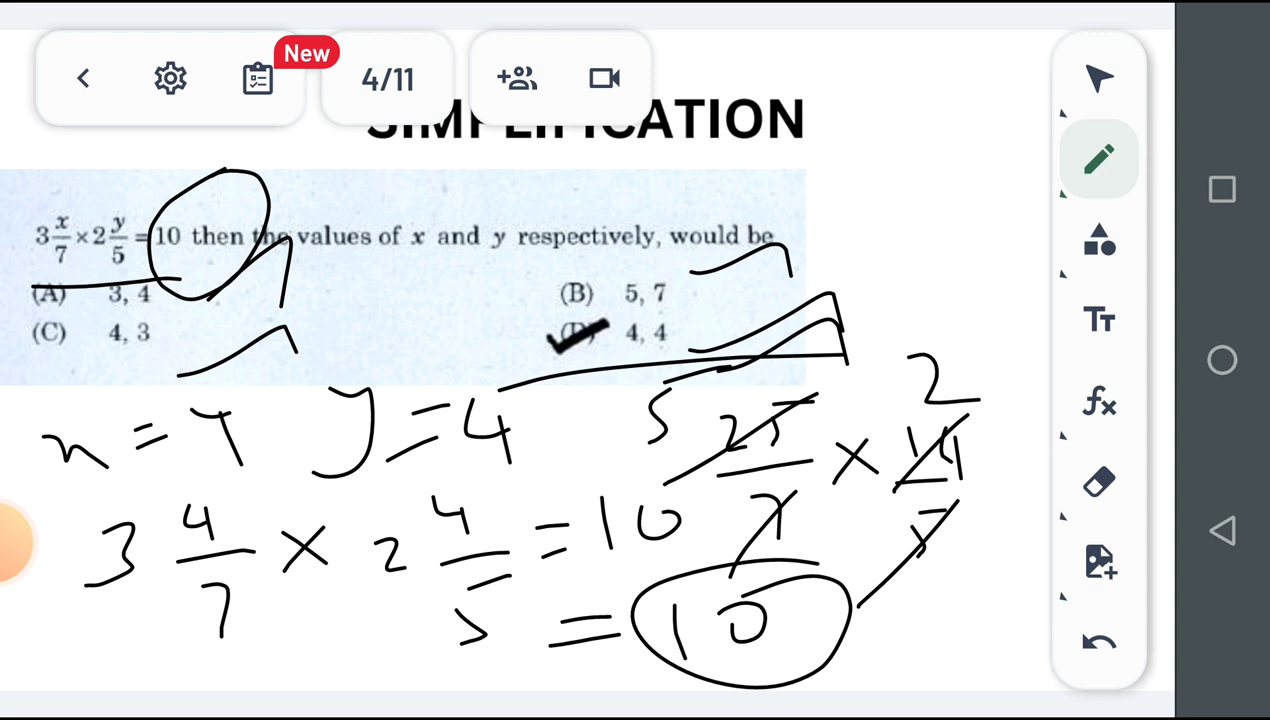 New
4/11
SIMPLIFICATION
3 x/7 × 2 y/5 = 10 then the values of x and y respectively, would be
(A) 3, 4 (B) 5, 7
(C) 4, 3 (D) 4, 4
x = 4 y = 4 5 25/7 × 14/5 2
3 4/7 × 2 4/5 = 10
= 10
Tt
fx